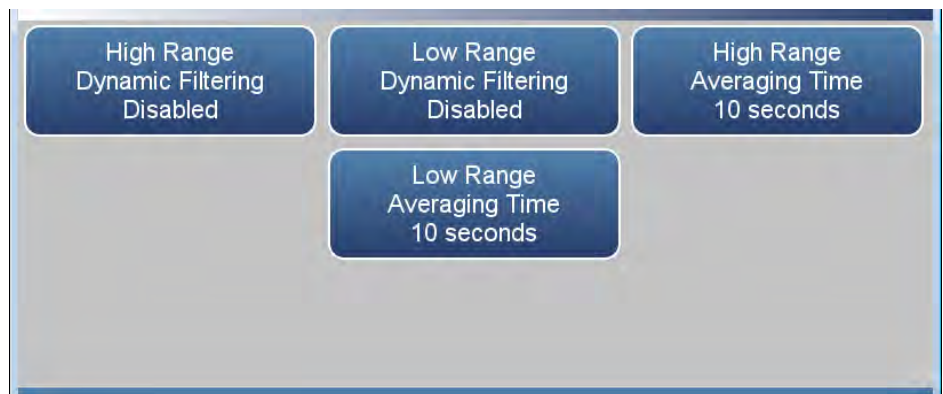 High Range
Dynamic Filtering
Disabled
Low Range
Dynamic Filtering
Disabled
High Range
Averaging Time
10 seconds
Low Range
Averaging Time
10 seconds